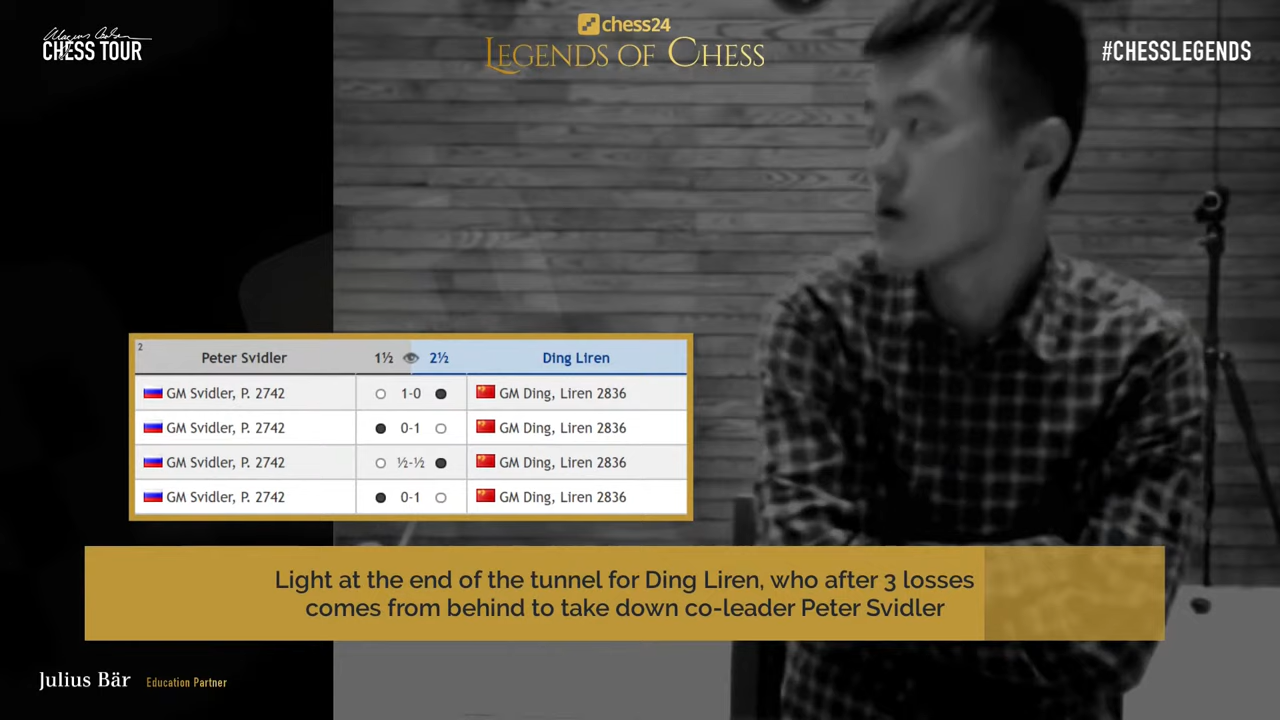 Magnus Carlsen
CHESS TOUR
chess24
LEGENDS OF CHESS
#CHESSLEGENDS
2
Peter Svidler 1½ 2½ Ding Liren
GM Svidler, P. 2742 1-0 GM Ding, Liren 2836
GM Svidler, P. 2742 0-1 GM Ding, Liren 2836
GM Svidler, P. 2742 ½-½ GM Ding, Liren 2836
GM Svidler, P. 2742 0-1 GM Ding, Liren 2836
Light at the end of the tunnel for Ding Liren, who after 3 losses
comes from behind to take down co-leader Peter Svidler
Julius Bär Education Partner